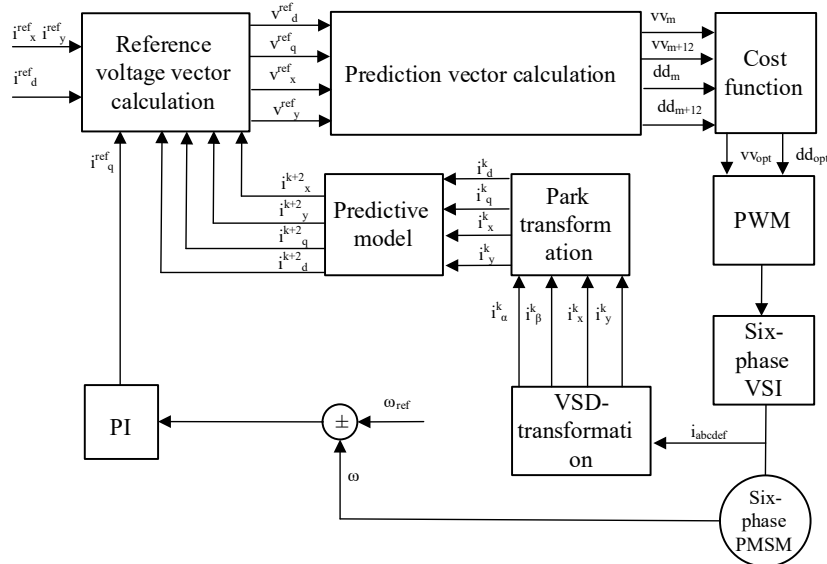 i^ref_x i^ref_y
i^ref_d
Reference
voltage vector
calculation
v^ref_d
v^ref_q
v^ref_x
v^ref_y
Prediction vector calculation
vv_m
vv_m+12
dd_m
dd_m+12
Cost
function
vv_opt
dd_opt
i^ref_q
i^k+2_x
i^k+2_y
i^k+2_q
i^k+2_d
Predictive
model
i^k_d
i^k_q
i^k_x
i^k_y
Park
transform
ation
PWM
i^k_α
i^k_β
i^k_x
i^k_y
Six-
phase
VSI
PI
±
ω_ref
ω
VSD-
transformati
on
i_abcdef
Six-
phase
PMSM